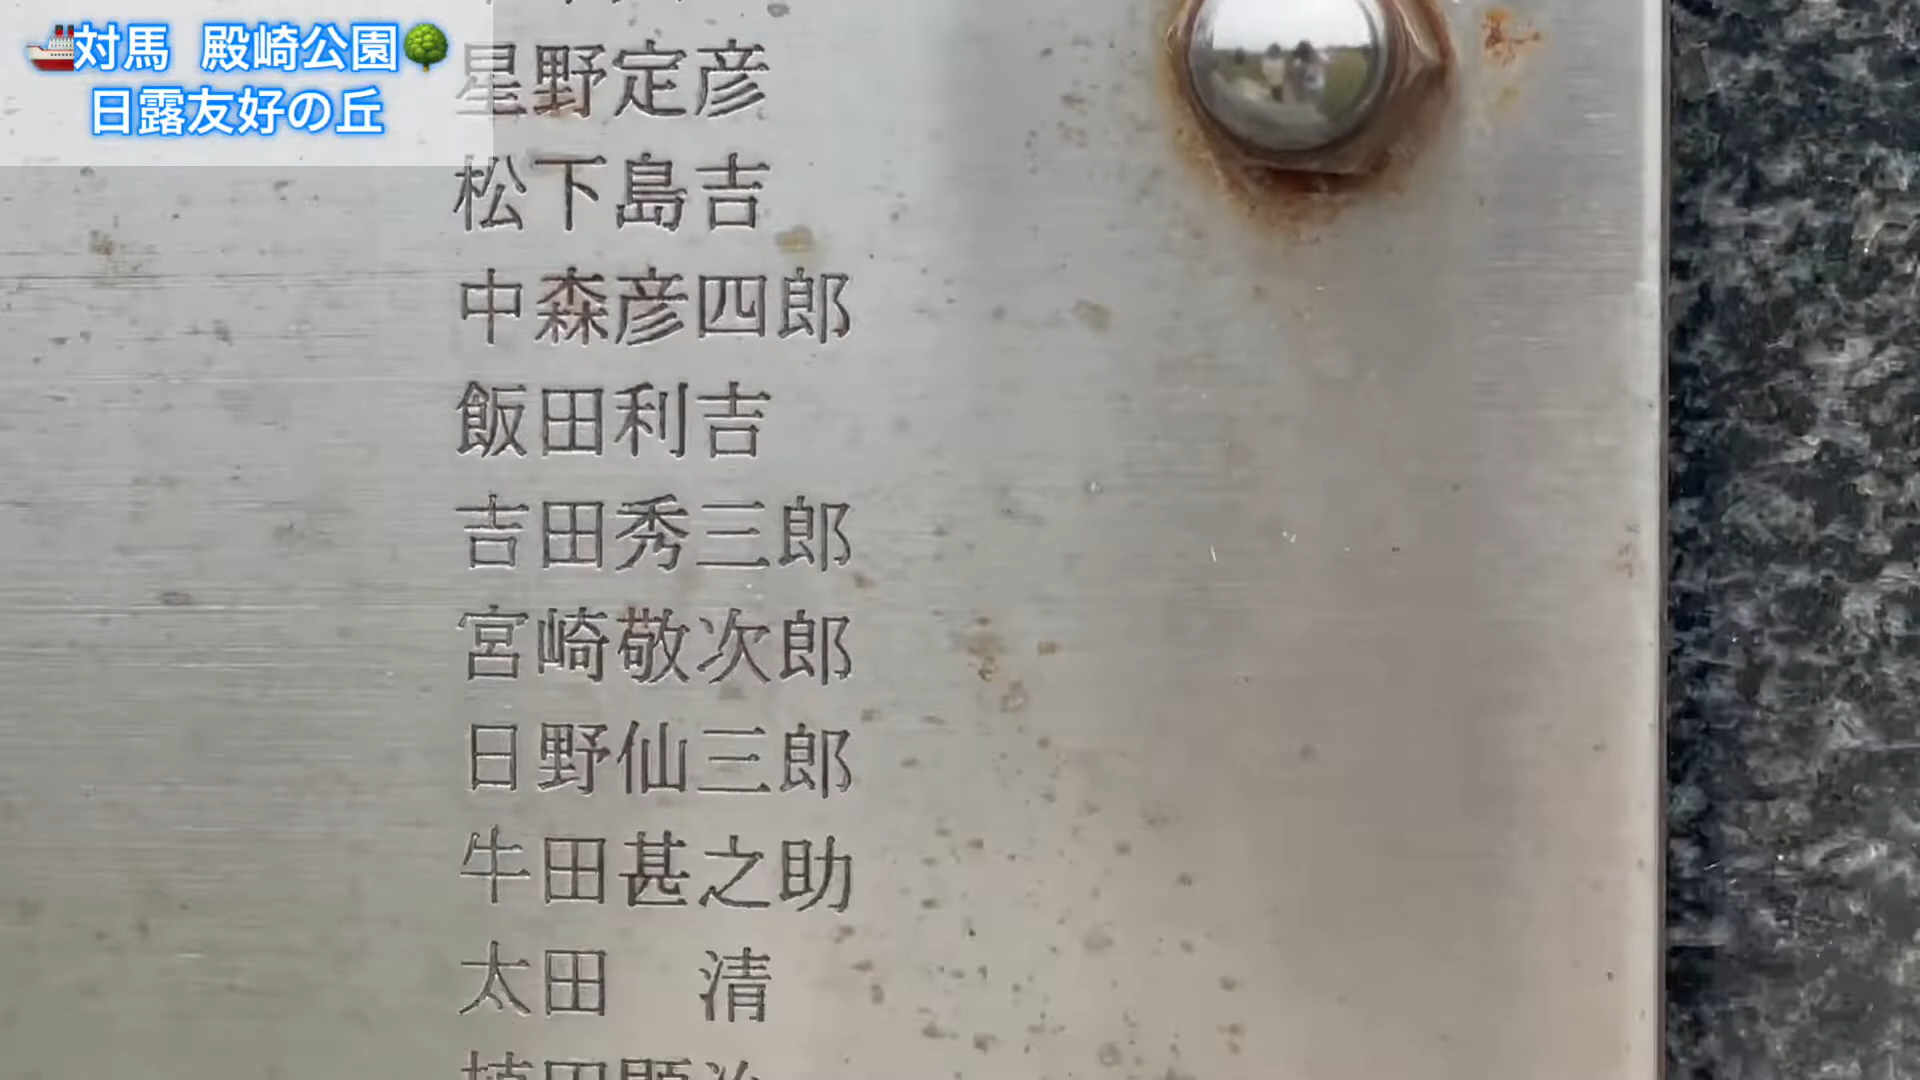 対馬 殿崎公園
日露友好の丘
星野定彦
松下島吉
中森彦四郎
飯田利吉
吉田秀三郎
宮崎敬次郎
日野仙三郎
牛田甚之助
太田 清